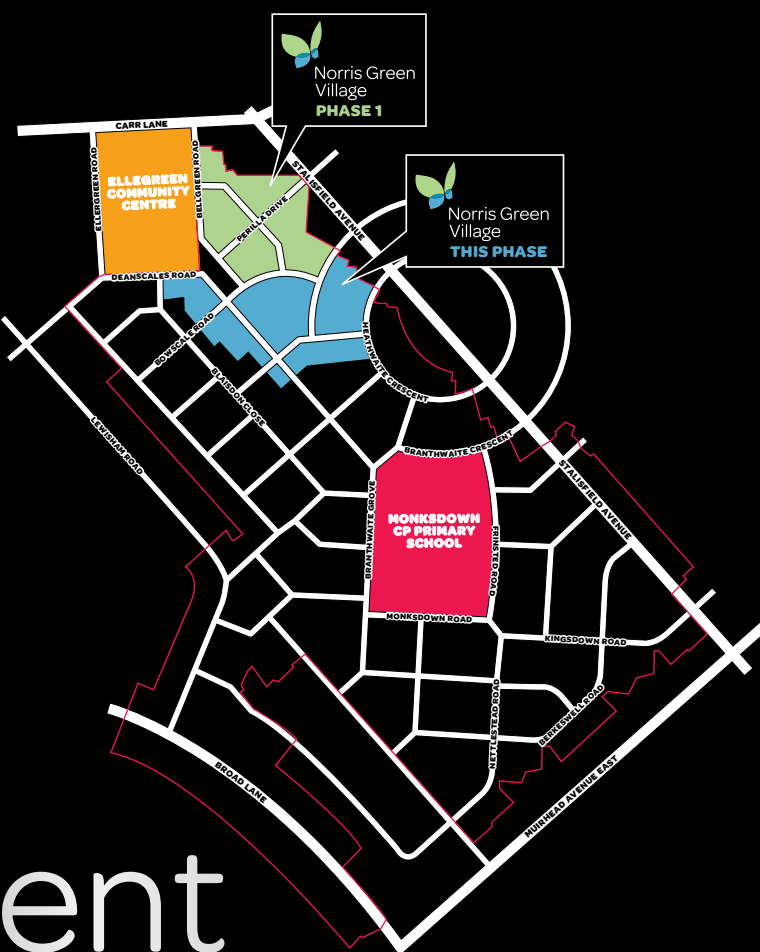 Norris Green
Village
PHASE 1
CARR LANE
ELLERGREEN ROAD
ELLEGREEN
COMMUNITY
CENTRE
BELLGREEN ROAD
STALISFIELD AVENUE
PERILLA DRIVE
Norris Green
Village
THIS PHASE
DEANSCALES ROAD
BOWSCALE ROAD
HEATHWAITE CRESCENT
BLAISDON CLOSE
LEWISHAM ROAD
BRANTHWAITE CRESCENT
STALISFIELD AVENUE
BRANTHWAITE GROVE
MONKSDOWN
CP PRIMARY
SCHOOL
FRINSTED ROAD
MONKSDOWN ROAD
KINGSDOWN ROAD
NETTLESTEAD ROAD
BERKESWELL ROAD
BROAD LANE
MUIRHEAD AVENUE EAST
ent